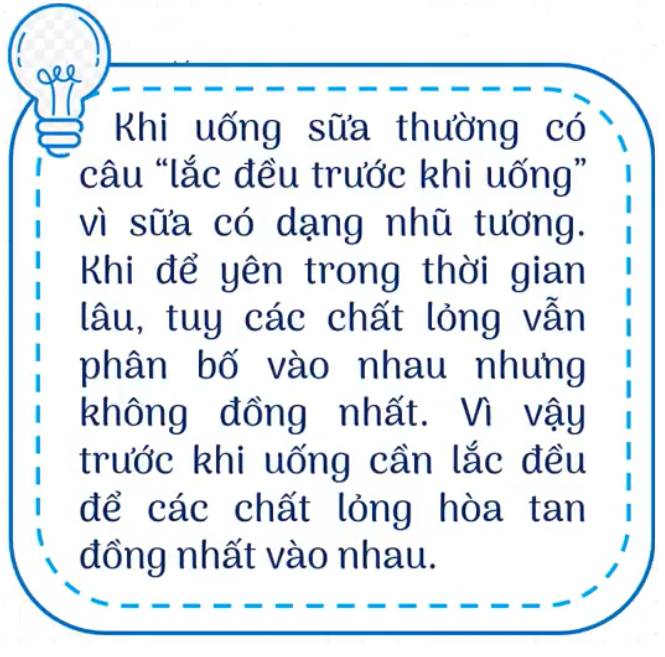 Khi uống sữa thường có
câu “lắc đều trước khi uống”
vì sữa có dạng nhũ tương.
Khi để yên trong thời gian
lâu, tuy các chất lỏng vẫn
phân bố vào nhau nhưng
không đồng nhất. Vì vậy
trước khi uống cần lắc đều
để các chất lỏng hòa tan
đồng nhất vào nhau.